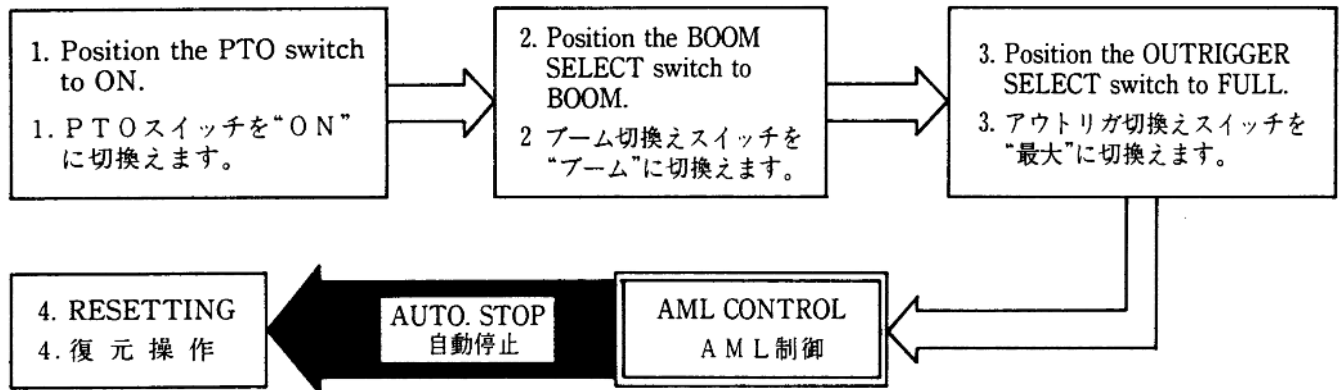 1. Position the PTO switch
to ON.
1. PTOスイッチを“ON”
に切換えます。
2. Position the BOOM
SELECT switch to
BOOM.
2 ブーム切換えスイッチを
“ブーム”に切換えます。
3. Position the OUTRIGGER
SELECT switch to FULL.
3. アウトリガ切換えスイッチを
“最大”に切換えます。
4. RESETTING
4. 復元操作
AUTO. STOP
自動停止
AML CONTROL
AML制御